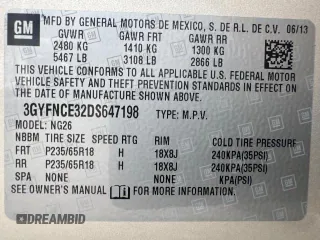 GM
MFD BY GENERAL MOTORS DE MEXICO, S. DE R.L. DE C.V. 06/13
GVWR GAWR FRT GAWR RR
2480 KG 1410 KG 1300 KG
5467 LB 3108 LB 2866 LB
THIS VEHICLE CONFORMS TO ALL APPLICABLE U.S. FEDERAL MOTOR
VEHICLE SAFETY AND THEFT PREVENTION STANDARDS IN EFFECT
ON THE DATE OF MANUFACTURE SHOWN ABOVE.
3GYFNCE32DS647198 TYPE: M.P.V.
MODEL: NG26
NBBM TIRE SIZE SPEED RTG RIM COLD TIRE PRESSURE
FRT P235/65R18 H 18X8J 240KPA(35PSI)
RR P235/65R18 H 18X8J 240KPA(35PSI)
SPA NONE NONE KPA(PSI)
SEE OWNER'S MANUAL FOR ADDITIONAL INFORMATION.
DREAMBID